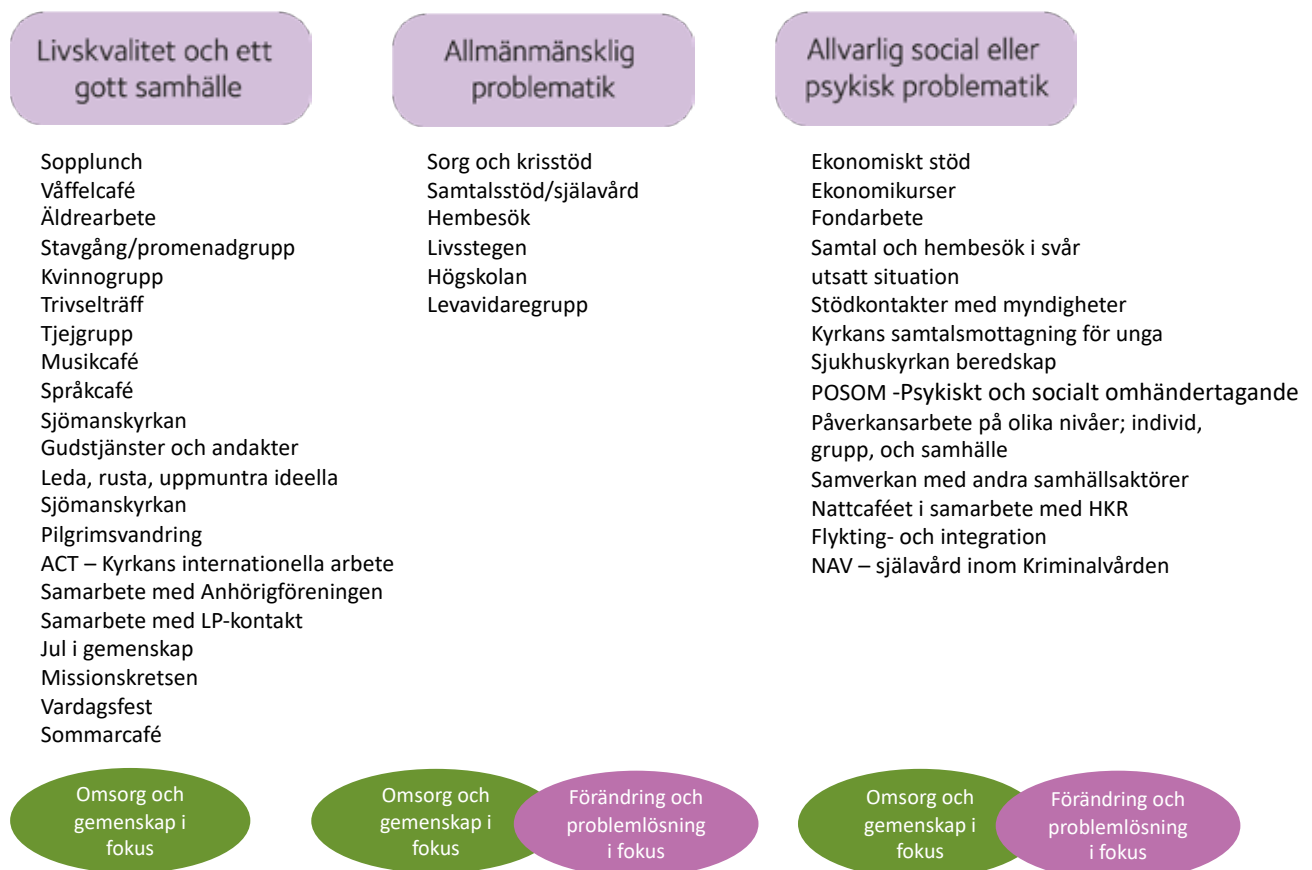 Livskvalitet och ett
gott samhälle
Sopplunch
Våffelcafé
Äldrearbete
Stavgång/promenadgrupp
Kvinnogrupp
Trivselträff
Tjejgrupp
Musikcafé
Språkcafé
Sjömanskyrkan
Gudstjänster och andakter
Leda, rusta, uppmuntra ideella
Sjömanskyrkan
Pilgrimsvandring
ACT – Kyrkans internationella arbete
Samarbete med Anhörigföreningen
Samarbete med LP-kontakt
Jul i gemenskap
Missionskretsen
Vardagsfest
Sommarcafé
Omsorg och
gemenskap i
fokus
Allmänmänsklig
problematik
Sorg och krisstöd
Samtalsstöd/själavård
Hembesök
Livsstegen
Högskolan
Levavidaregrupp
Omsorg och
gemenskap i
fokus
Förändring och
problemlösning
i fokus
Allvarlig social eller
psykisk problematik
Ekonomiskt stöd
Ekonomikurser
Fondarbete
Samtal och hembesök i svår
utsatt situation
Stödkontakter med myndigheter
Kyrkans samtalsmottagning för unga
Sjukhuskyrkan beredskap
POSOM -Psykiskt och socialt omhändertagande
Påverkansarbete på olika nivåer; individ,
grupp, och samhälle
Samverkan med andra samhällsaktörer
Nattcaféet i samarbete med HKR
Flykting- och integration
NAV – själavård inom Kriminalvården
Omsorg och
gemenskap i
fokus
Förändring och
problemlösning
i fokus